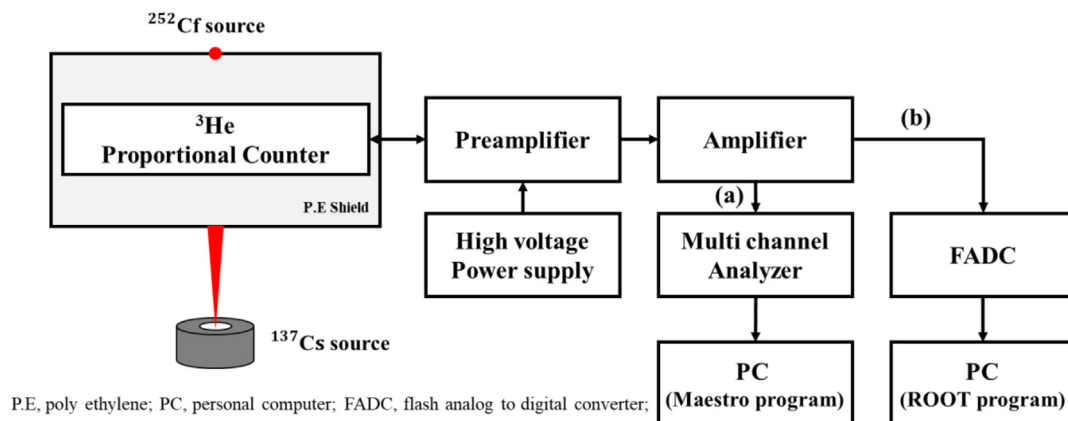 ²⁵²Cf source
³He
Proportional Counter
P.E Shield
Preamplifier
Amplifier
(b)
(a)
High voltage
Power supply
Multi channel
Analyzer
FADC
¹³⁷Cs source
PC
(Maestro program)
PC
(ROOT program)
P.E, poly ethylene; PC, personal computer; FADC, flash analog to digital converter;